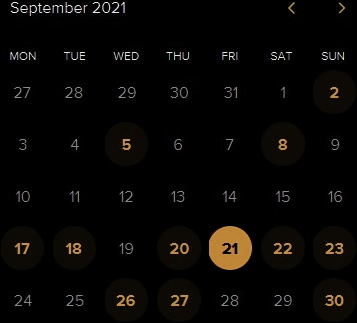 September 2021
MON TUE WED THU FRI SAT SUN
27 28 29 30 31 1 2
3 4 5 6 7 8 9
10 11 12 13 14 15 16
17 18 19 20 21 22 23
24 25 26 27 28 29 30